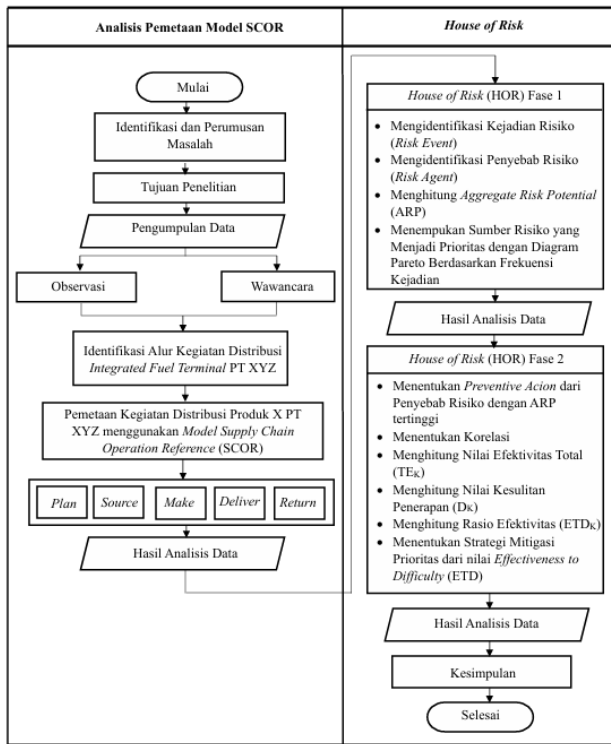 Analisis Pemetaan Model SCOR
Mulai
Identifikasi dan Perumusan
Masalah
Tujuan Penelitian
Pengumpulan Data
Observasi
Wawancara
Identifikasi Alur Kegiatan Distribusi
Integrated Fuel Terminal PT XYZ
Pemetaan Kegiatan Distribusi Produk X PT
XYZ menggunakan Model Supply Chain
Operation Reference (SCOR)
Plan
Source
Make
Deliver
Return
Hasil Analisis Data
House of Risk
House of Risk (HOR) Fase 1
• Mengidentifikasi Kejadian Risiko
(Risk Event)
• Mengidentifikasi Penyebab Risiko
(Risk Agent)
• Menghitung Aggregate Risk Potential
(ARP)
• Menempukan Sumber Risiko yang
Menjadi Prioritas dengan Diagram
Pareto Berdasarkan Frekuensi
Kejadian
Hasil Analisis Data
House of Risk (HOR) Fase 2
• Menentukan Preventive Acion dari
Penyebab Risiko dengan ARP
tertinggi
• Menentukan Korelasi
• Menghitung Nilai Efektivitas Total
(TEK)
• Menghitung Nilai Kesulitan
Penerapan (DK)
• Menghitung Rasio Efektivitas (ETDK)
• Menentukan Strategi Mitigasi
Prioritas dari nilai Effectiveness to
Difficulty (ETD)
Hasil Analisis Data
Kesimpulan
Selesai